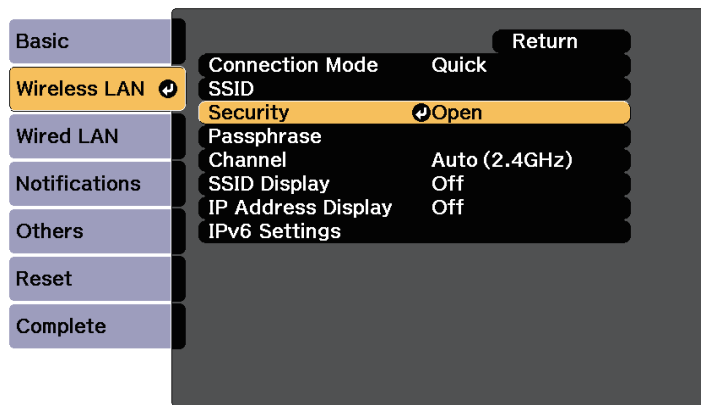 Basic
Wireless LAN
Wired LAN
Notifications
Others
Reset
Complete
Return
Connection Mode Quick
SSID
Security Open
Passphrase
Channel Auto (2.4GHz)
SSID Display Off
IP Address Display Off
IPv6 Settings